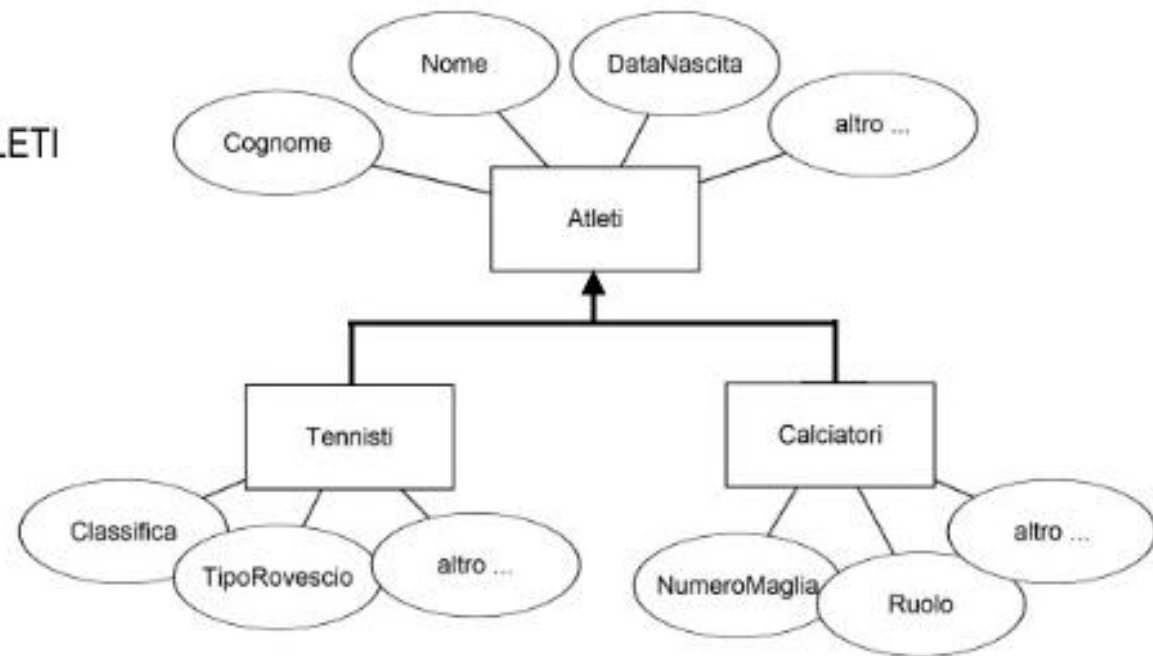 Nome
DataNascita
altro ...
LETI
Cognome
Atleti
Tennisti
Calciatori
Classifica
TipoRovescio
altro ...
NumeroMaglia
Ruolo
altro ...